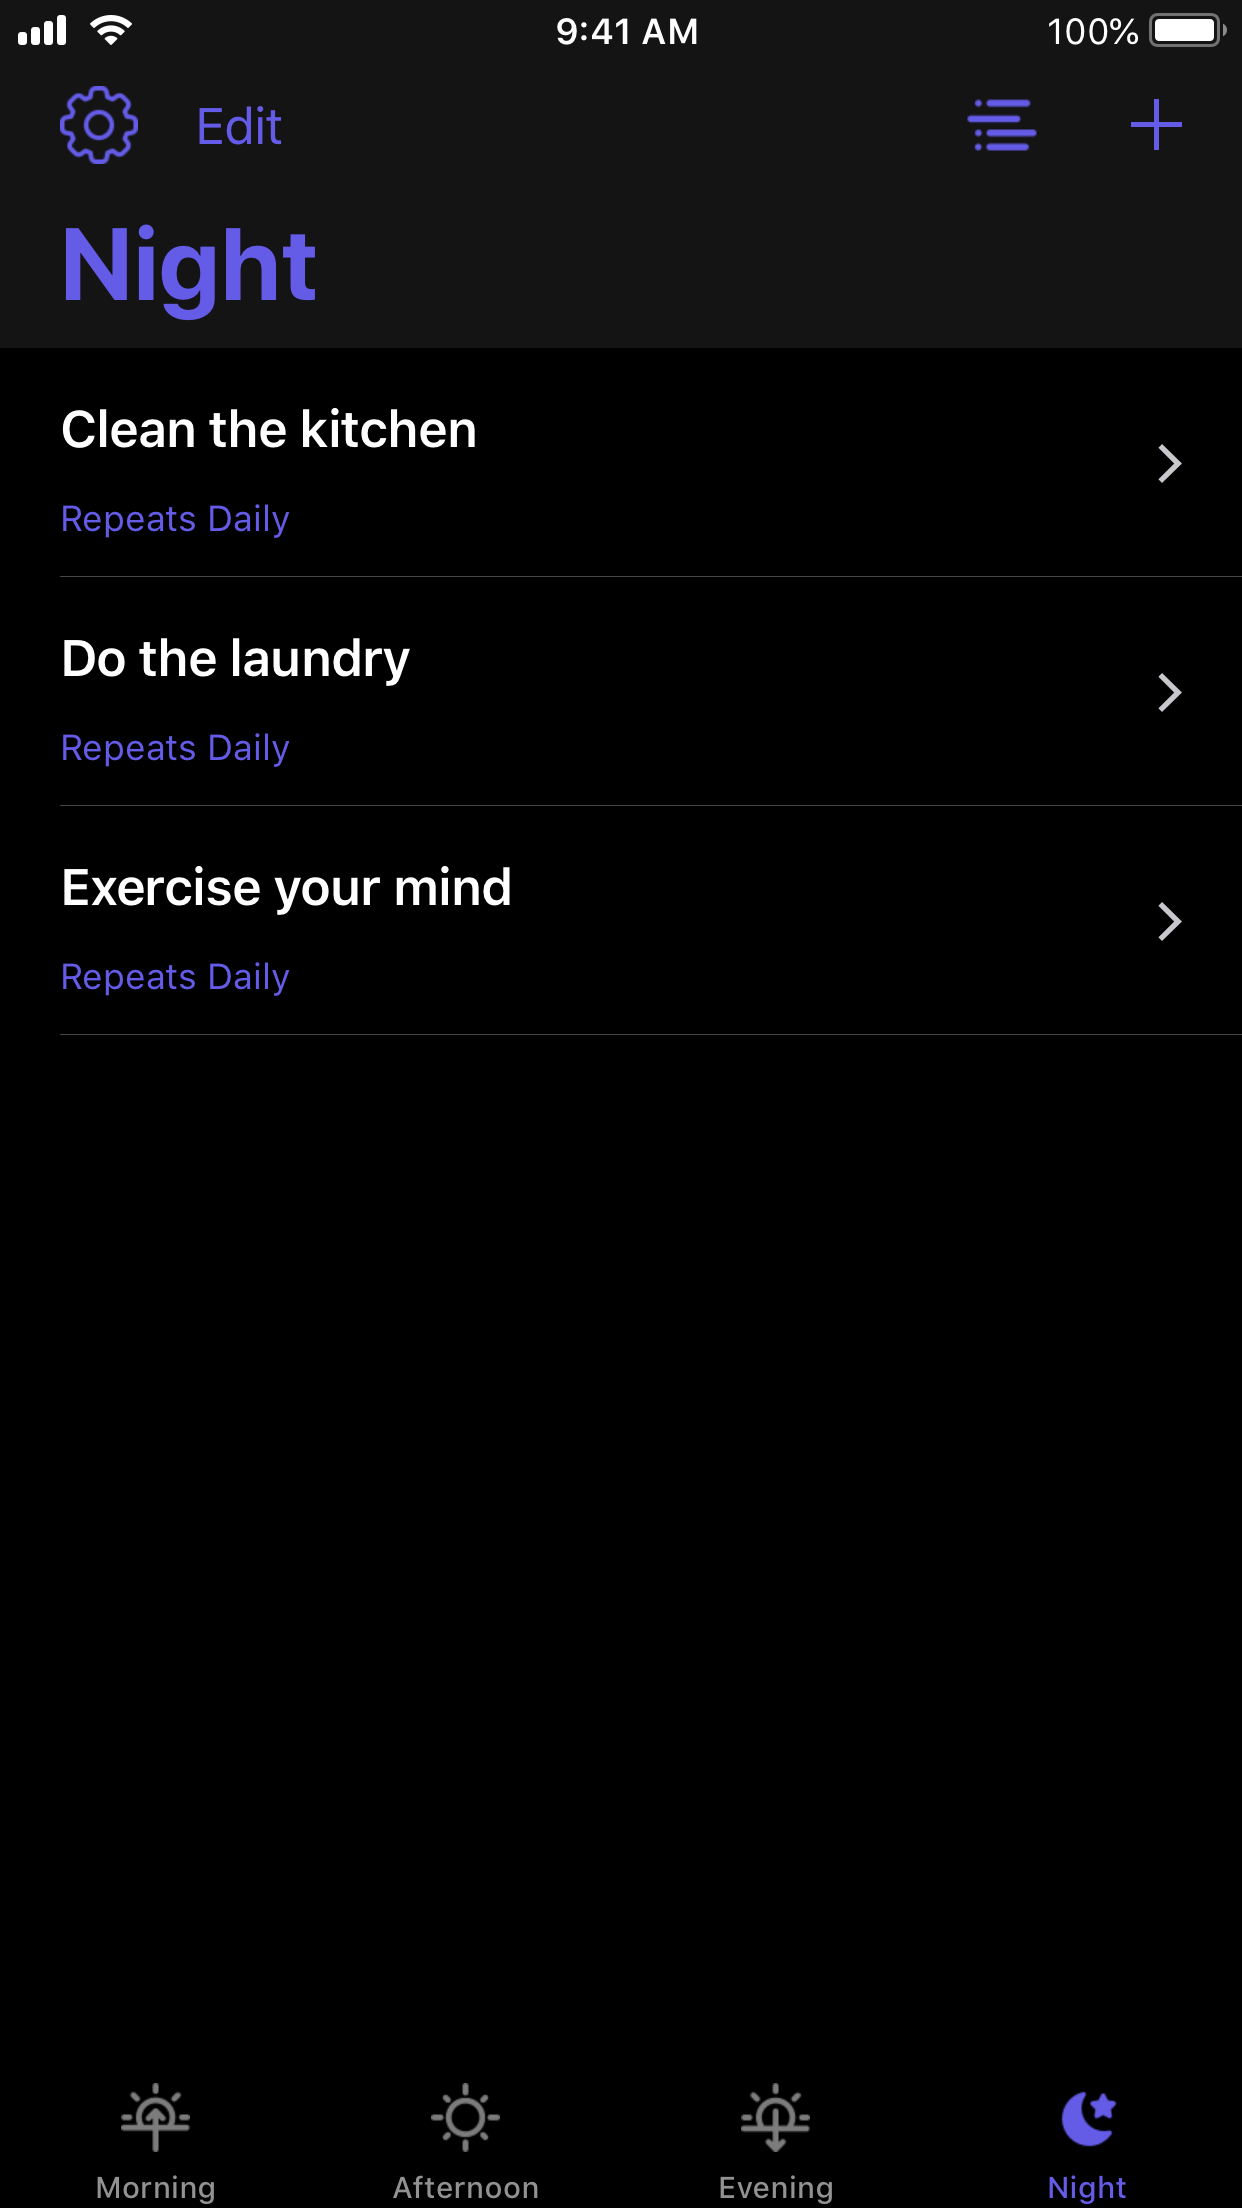 9:41 AM
100%
Edit
Night
Clean the kitchen
Repeats Daily
Do the laundry
Repeats Daily
Exercise your mind
Repeats Daily
Morning
Afternoon
Evening
Night